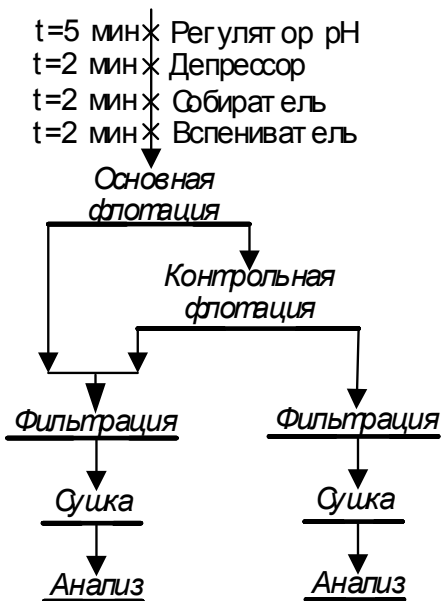 t=5 мин Регулятор pH
t=2 мин Депрессор
t=2 мин Собиратель
t=2 мин Вспениватель
Основная
флотация
Контрольная
флотация
Фильтрация
Фильтрация
Сушка
Сушка
Анализ
Анализ